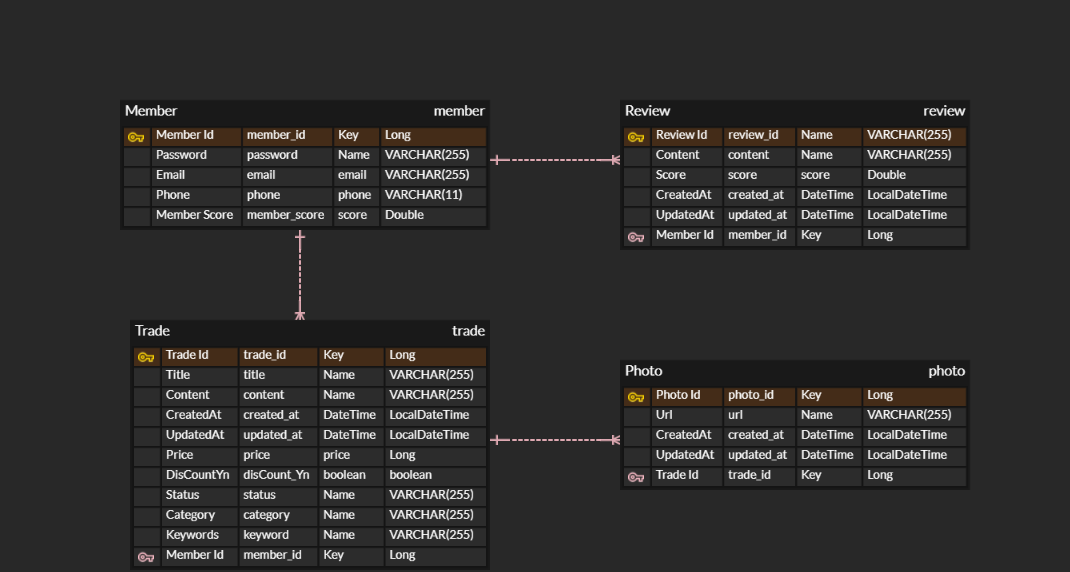 Member member
Member Id member_id Key Long
Password password Name VARCHAR(255)
Email email email VARCHAR(255)
Phone phone phone VARCHAR(11)
Member Score member_score score Double
Review review
Review Id review_id Name VARCHAR(255)
Content content Name VARCHAR(255)
Score score score Double
CreatedAt created_at DateTime LocalDateTime
UpdatedAt updated_at DateTime LocalDateTime
Member Id member_id Key Long
Trade trade
Trade Id trade_id Key Long
Title title Name VARCHAR(255)
Content content Name VARCHAR(255)
CreatedAt created_at DateTime LocalDateTime
UpdatedAt updated_at DateTime LocalDateTime
Price price price Long
DisCountYn disCount_Yn boolean boolean
Status status Name VARCHAR(255)
Category category Name VARCHAR(255)
Keywords keyword Name VARCHAR(255)
Member Id member_id Key Long
Photo photo
Photo Id photo_id Key Long
Url url Name VARCHAR(255)
CreatedAt created_at DateTime LocalDateTime
UpdatedAt updated_at DateTime LocalDateTime
Trade Id trade_id Key Long